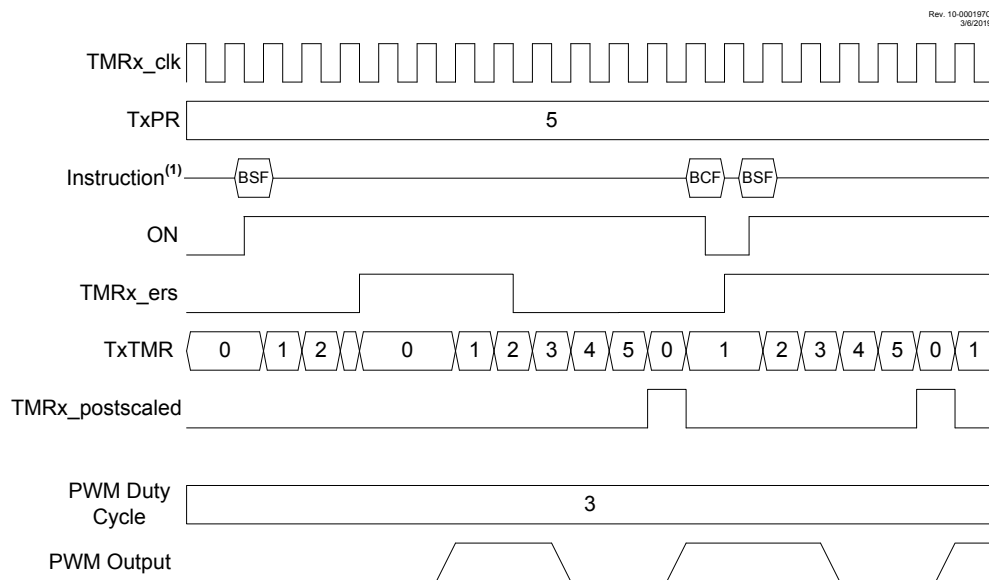 Rev. 10-000197C
3/6/2019
TMRx_clk
TxPR 5
Instruction(1) BSF BCF BSF
ON
TMRx_ers
TxTMR 0 1 2 0 1 2 3 4 5 0 1 2 3 4 5 0 1
TMRx_postscaled
PWM Duty
Cycle
3
PWM Output